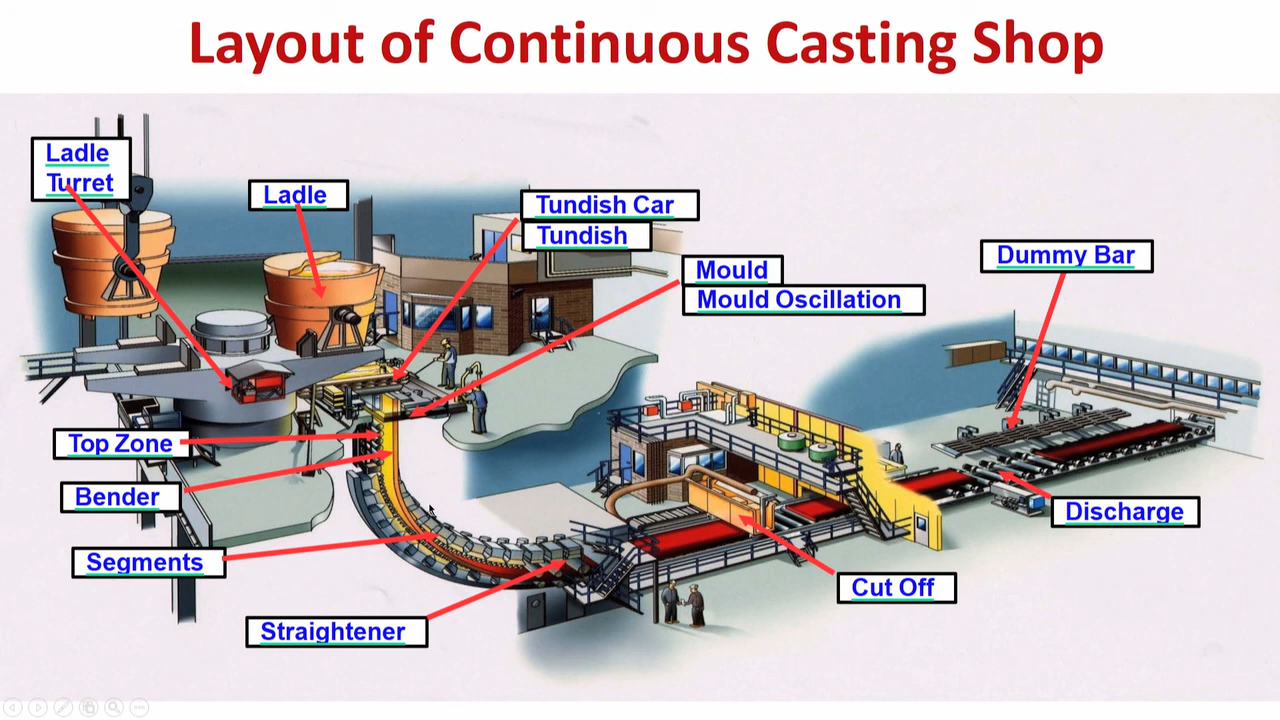 Layout of Continuous Casting Shop
Ladle
Turret
Ladle
Tundish Car
Tundish
Mould
Mould Oscillation
Dummy Bar
Top Zone
Bender
Segments
Straightener
Cut Off
Discharge